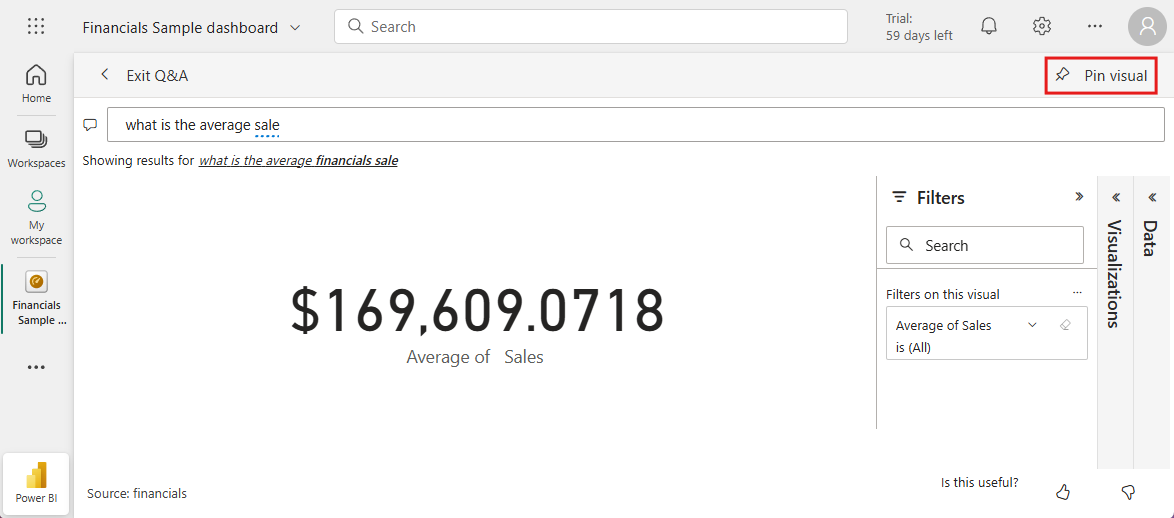 Financials Sample dashboard
Search
Trial:
59 days left
Home
Workspaces
My
workspace
Financials
Sample ...
Power BI
Exit Q&A
Pin visual
what is the average sale
Showing results for what is the average financials sale
$169,609.0718
Average of Sales
Filters
Search
Filters on this visual
...
Average of Sales
is (All)
Visualizations
Data
Source: financials
Is this useful?